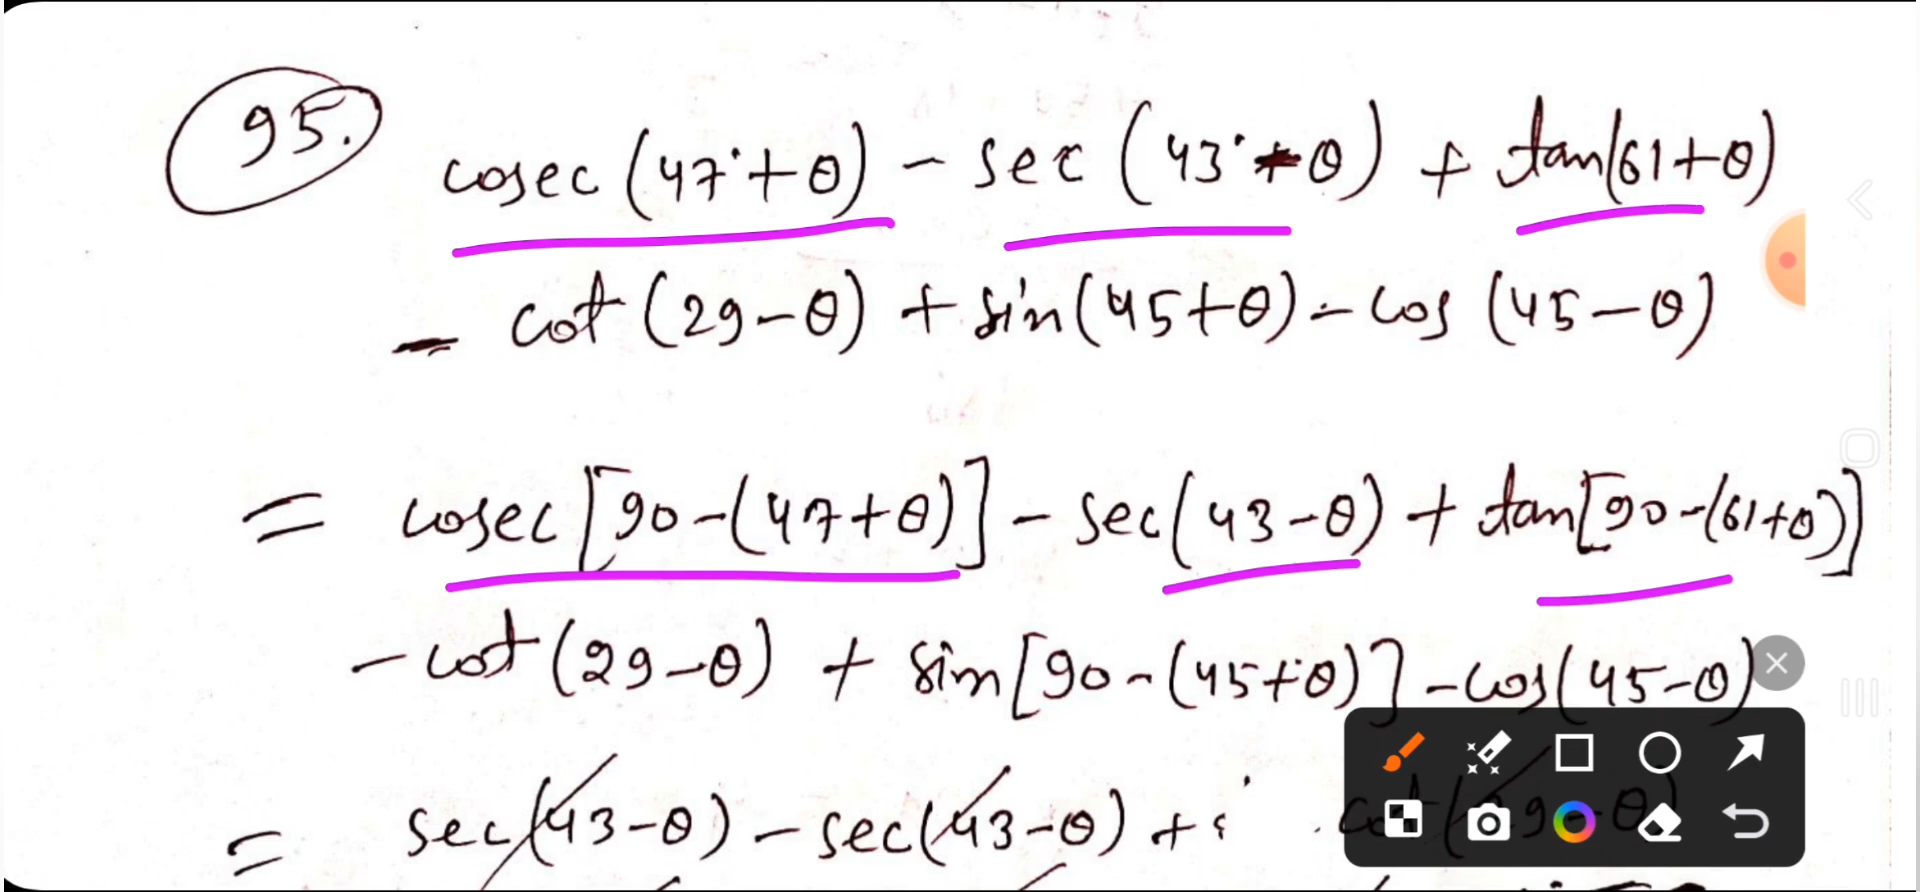 95.
cosec (47°+θ) - sec (43°-θ) + tan(61+θ)
- cot (29-θ) + sin(45+θ) - cos (45-θ)
= cosec[90-(47+θ)] - sec(43-θ) + tan[90-(61+θ)]
- cot(29-θ) + sin[90-(45+θ)] - cos(45-θ)
= sec(43-θ) - sec(43-θ) +